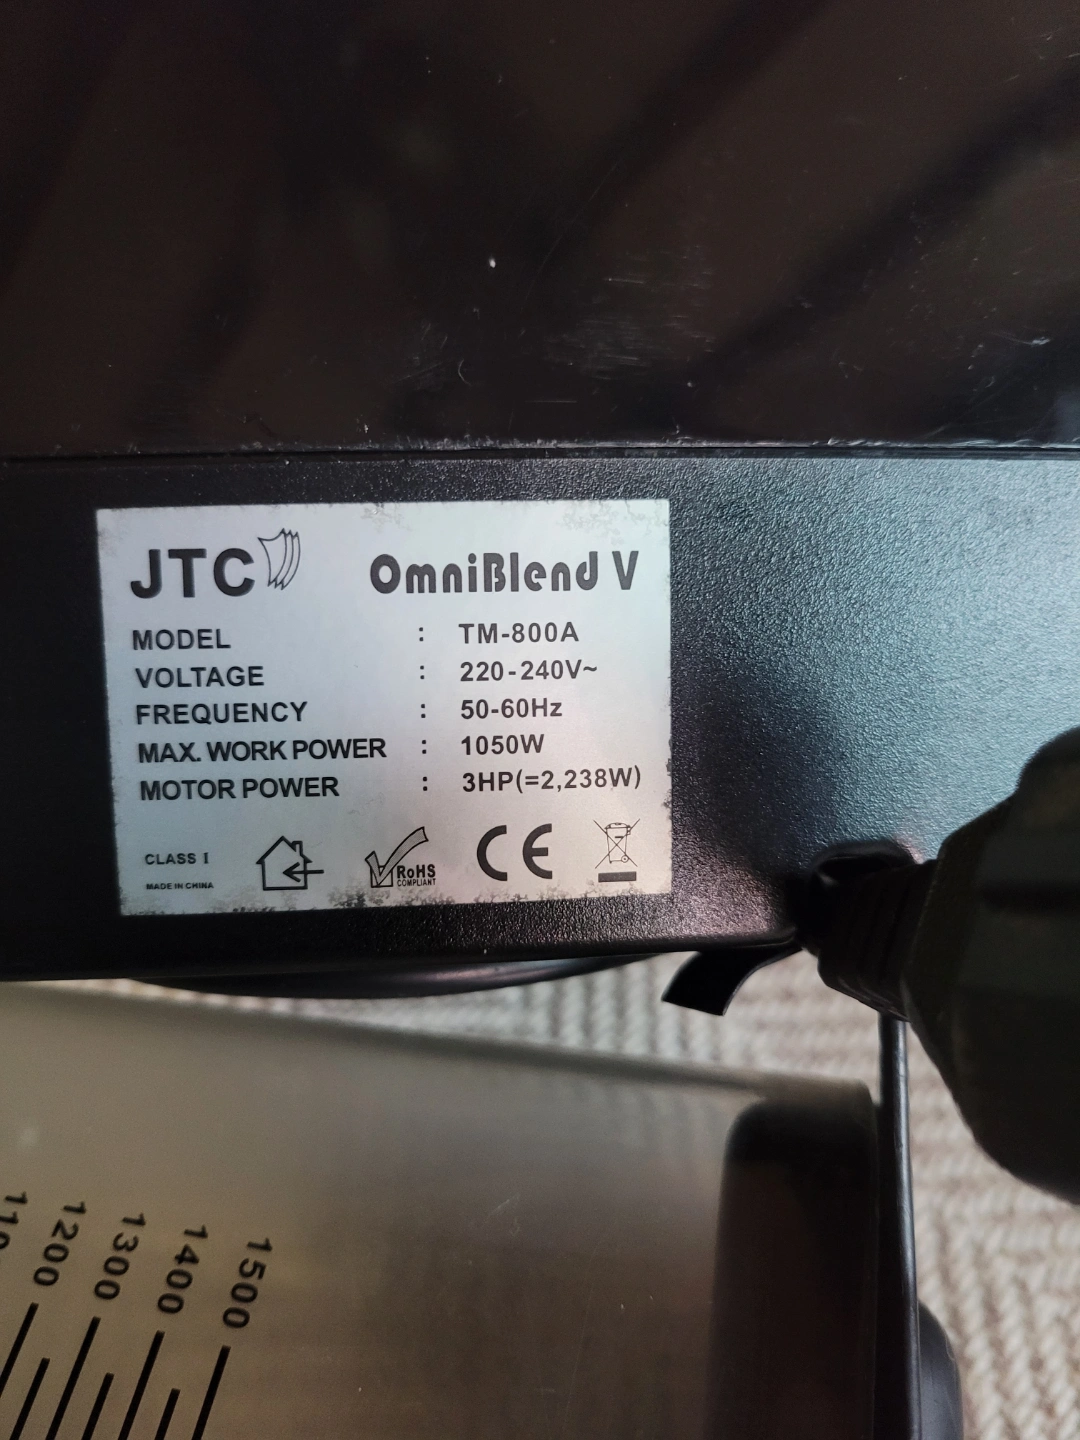 JTC OmniBlend V
MODEL : TM-800A
VOLTAGE : 220-240V~
FREQUENCY : 50-60Hz
MAX. WORK POWER : 1050W
MOTOR POWER : 3HP(=2,238W)
CLASS I
MADE IN CHINA
RoHS
COMPLIANT
CE
1200
1300
1400
1500